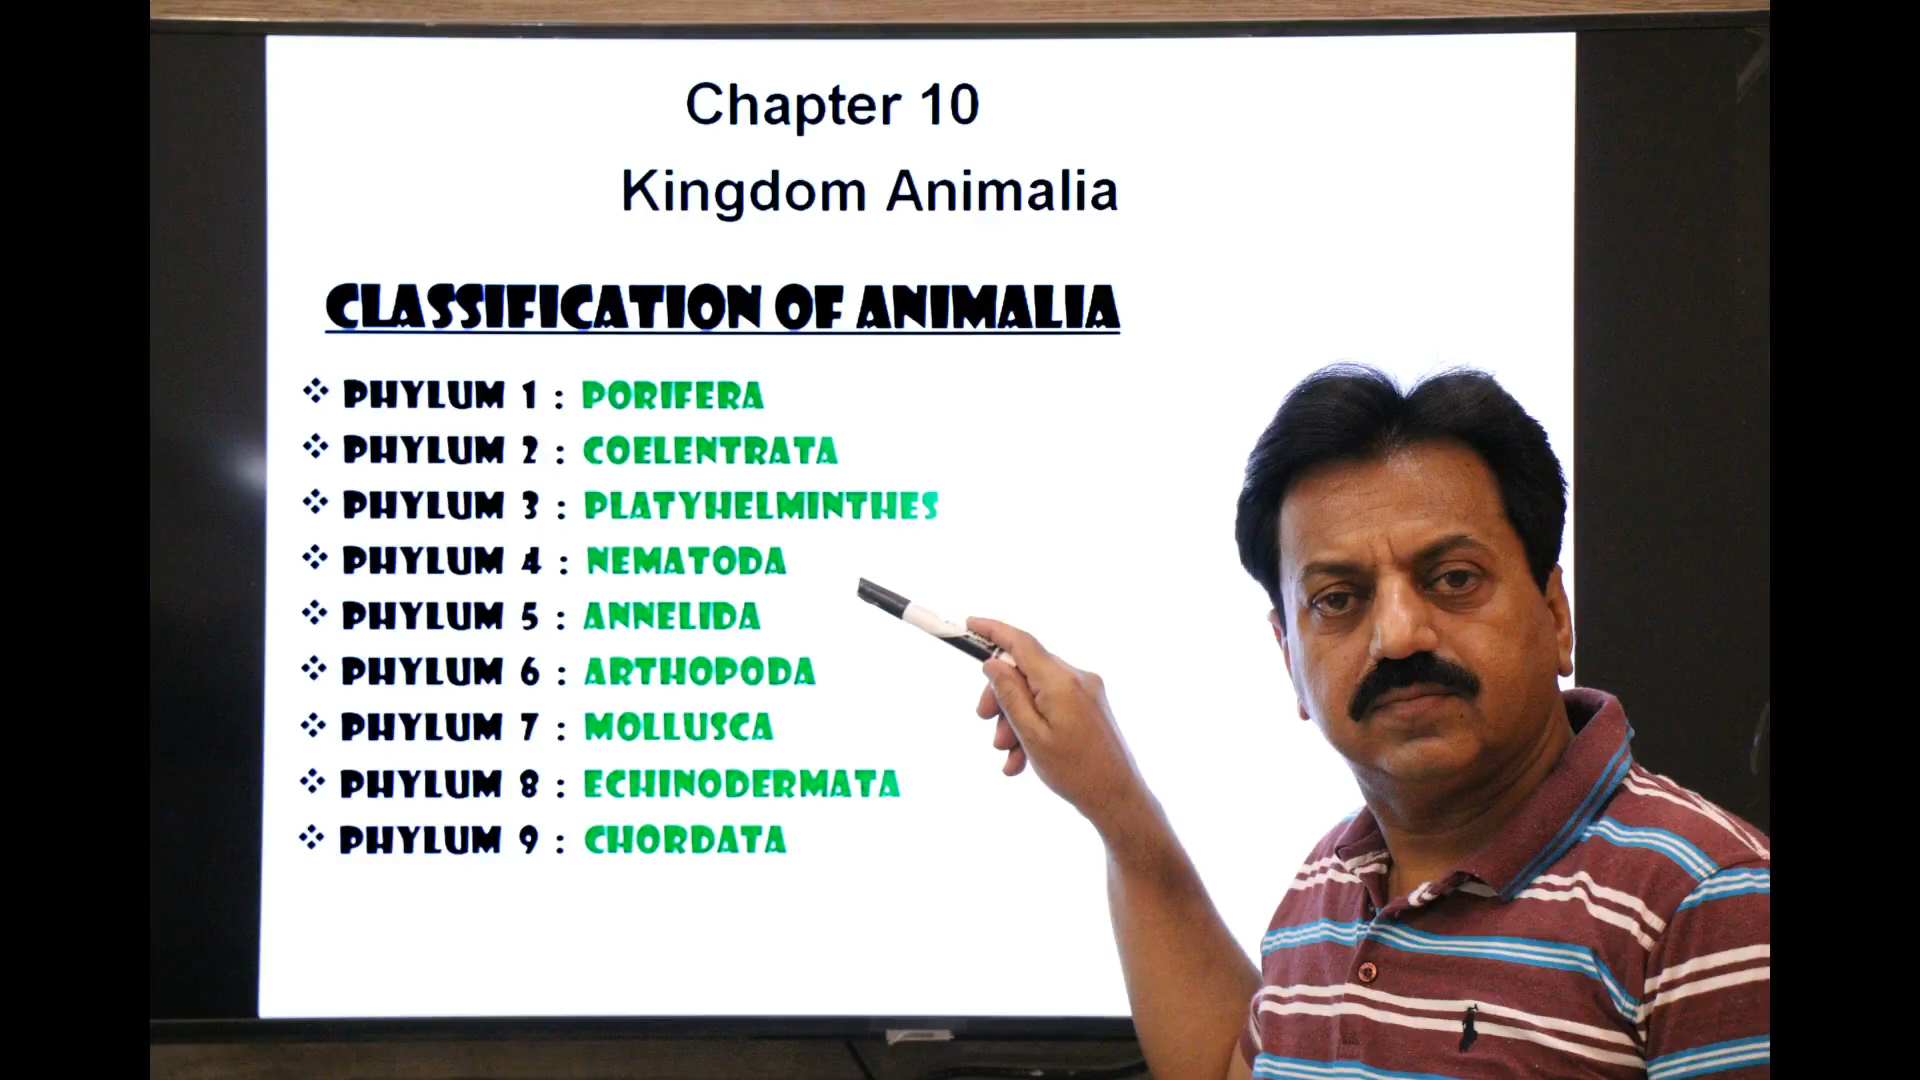 Chapter 10
Kingdom Animalia
CLASSIFICATION OF ANIMALIA
❖ PHYLUM 1 : PORIFERA
❖ PHYLUM 2 : COELENTRATA
❖ PHYLUM 3 : PLATYHELMINTHES
❖ PHYLUM 4 : NEMATODA
❖ PHYLUM 5 : ANNELIDA
❖ PHYLUM 6 : ARTHOPODA
❖ PHYLUM 7 : MOLLUSCA
❖ PHYLUM 8 : ECHINODERMATA
❖ PHYLUM 9 : CHORDATA